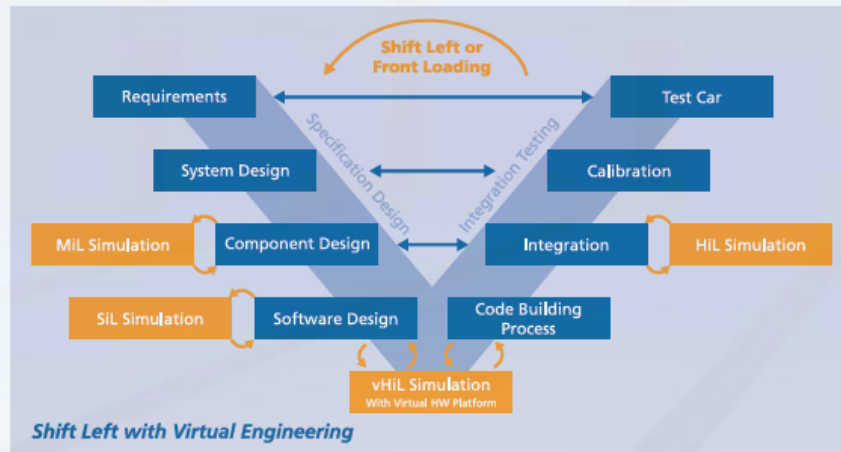 Shift Left or
Front Loading
Requirements
Test Car
Specification Design
Integration Testing
System Design
Calibration
MiL Simulation
Component Design
Integration
HiL Simulation
SiL Simulation
Software Design
Code Building
Process
vHiL Simulation
With Virtual HW Platform
Shift Left with Virtual Engineering